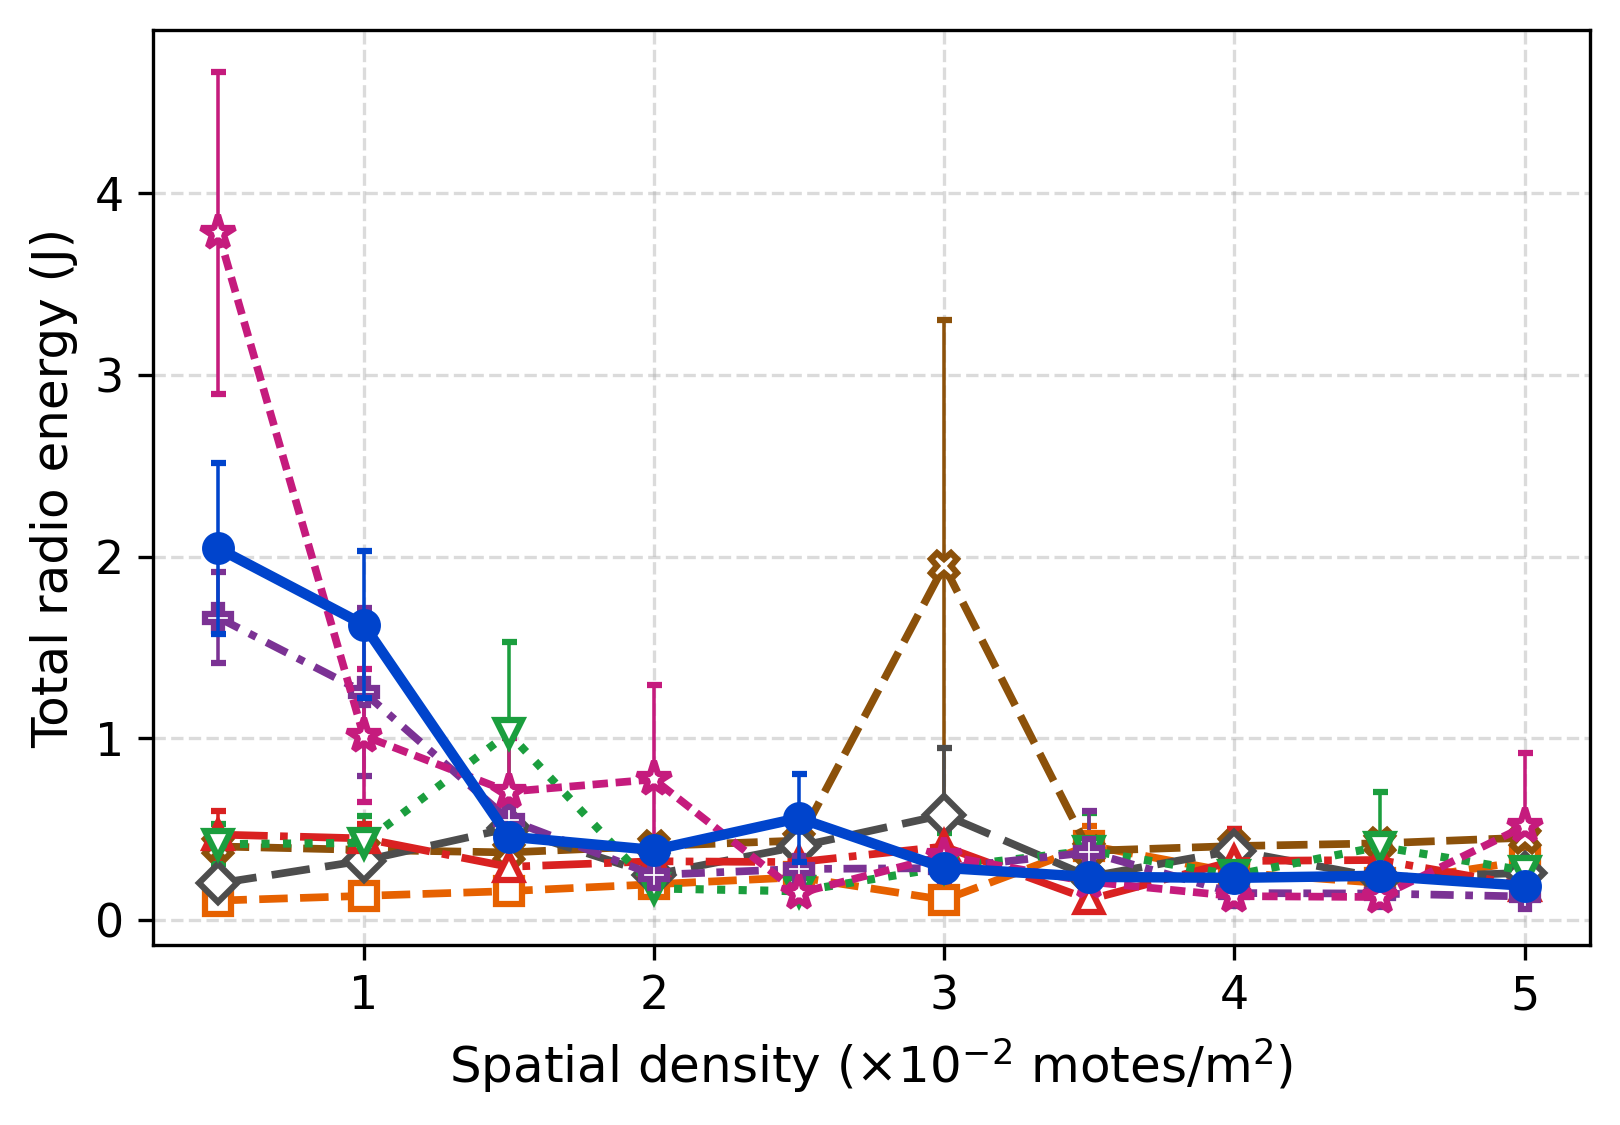 Total radio energy (J)
4
3
2
1
0
1 2 3 4 5
Spatial density (×10⁻² motes/m²)